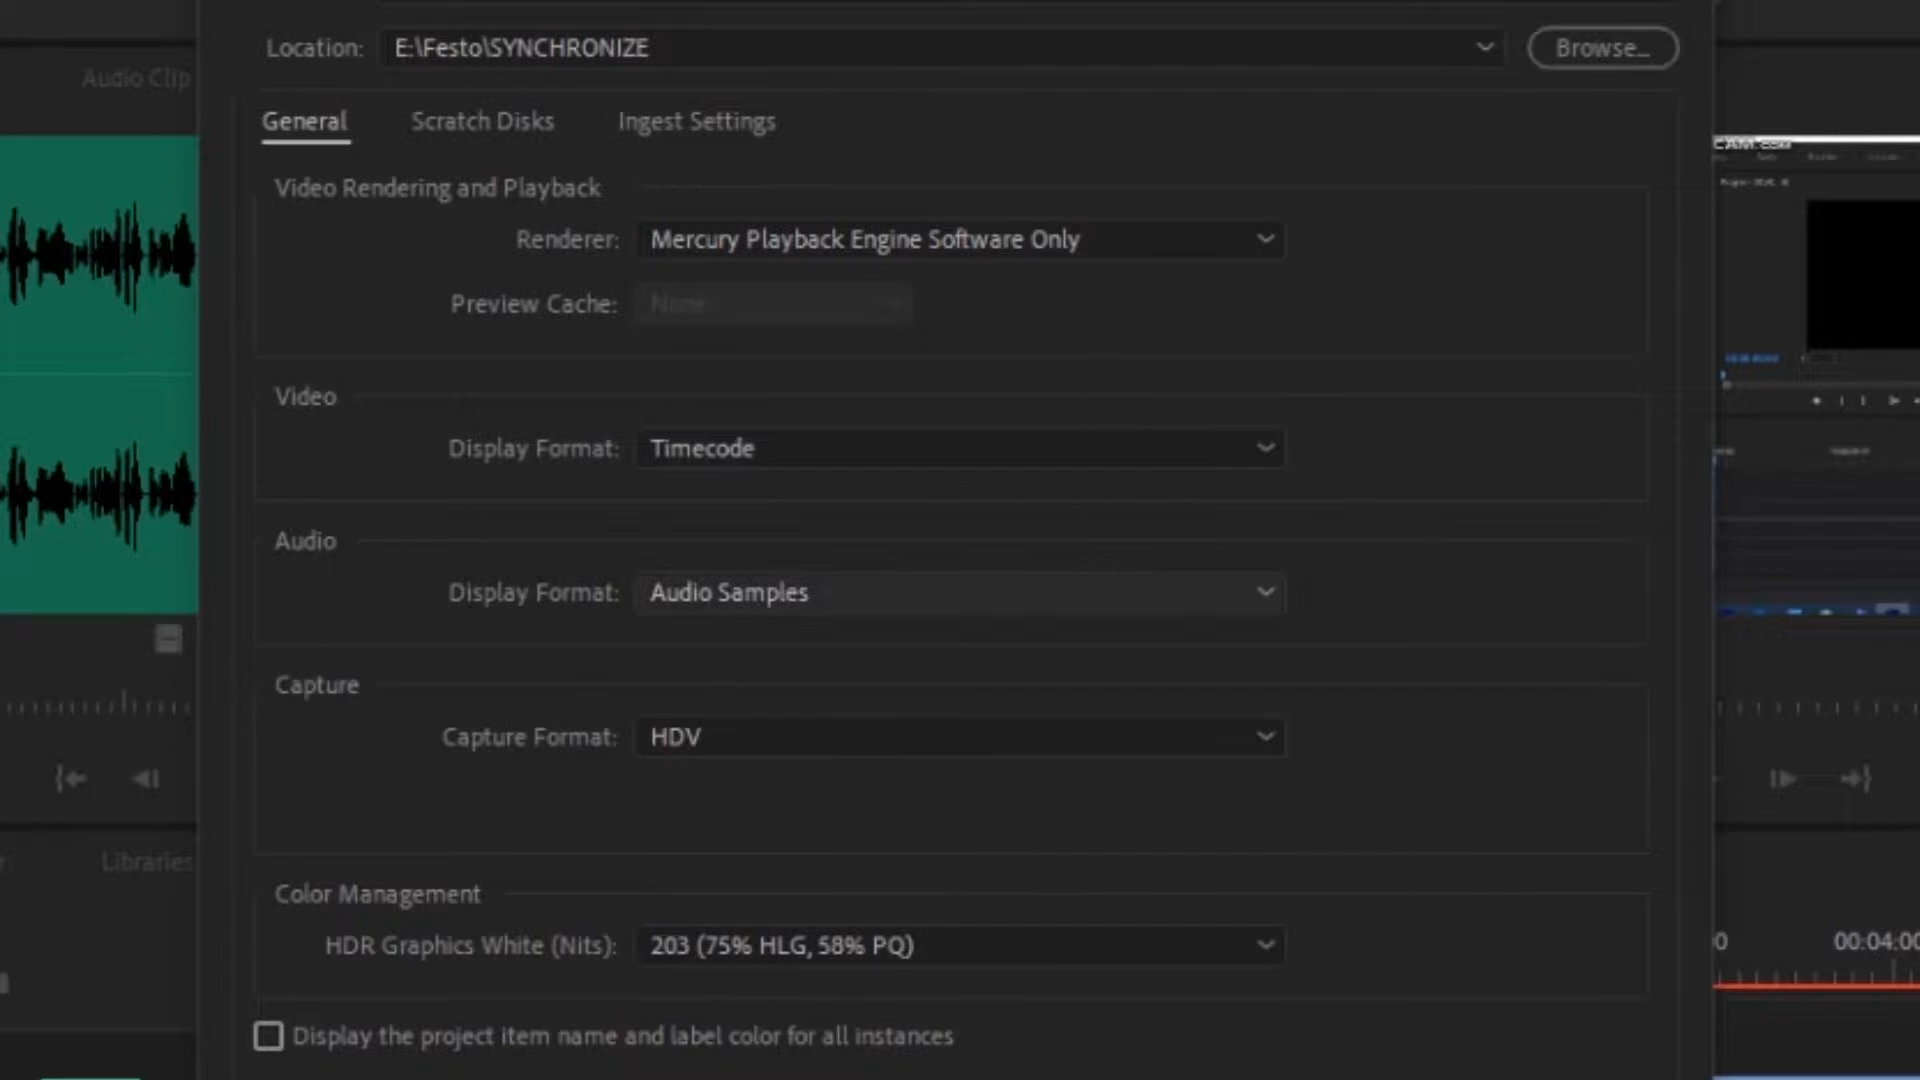 Location: E:\Festo\SYNCHRONIZE Browse...
Audio Clip
General Scratch Disks Ingest Settings
Video Rendering and Playback
Renderer: Mercury Playback Engine Software Only
Preview Cache: None
Video
Display Format: Timecode
Audio
Display Format: Audio Samples
Capture
Capture Format: HDV
Libraries
Color Management
HDR Graphics White (Nits): 203 (75% HLG, 58% PQ)
00:04:00
Display the project item name and label color for all instances